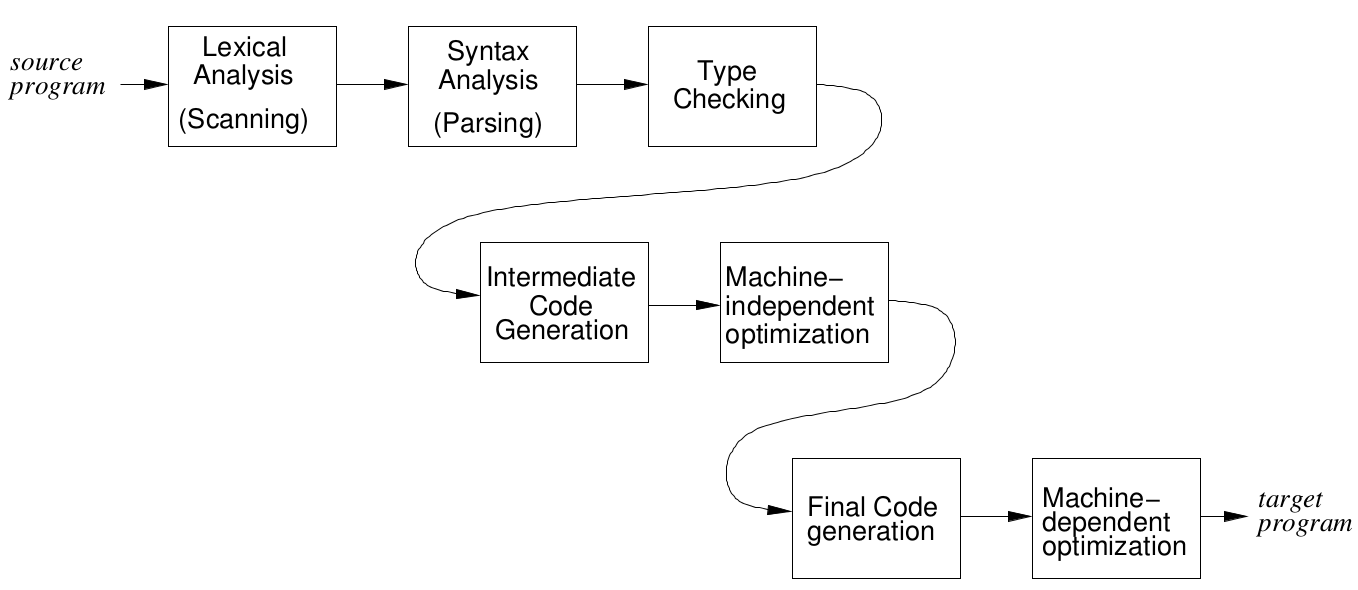 source
program
Lexical
Analysis
(Scanning)
Syntax
Analysis
(Parsing)
Type
Checking
Intermediate
Code
Generation
Machine−
independent
optimization
Final Code
generation
Machine−
dependent
optimization
target
program